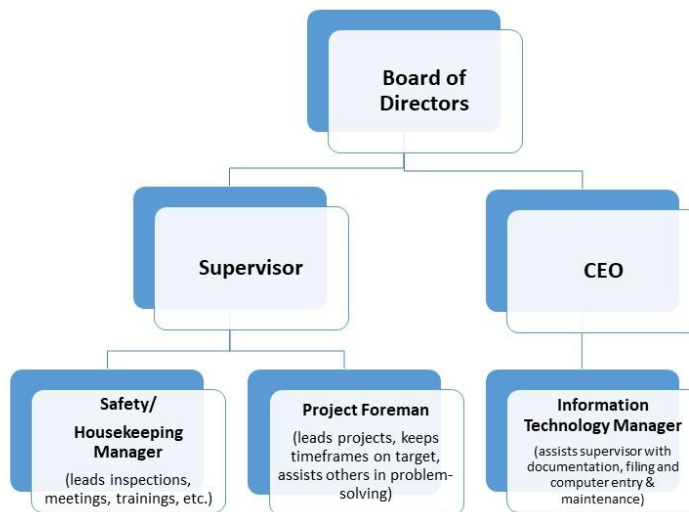 Board of
Directors
Supervisor
CEO
Safety/
Housekeeping
Manager
(leads inspections,
meetings, trainings, etc.)
Project Foreman
(leads projects, keeps
timeframes on target,
assists others in problem-
solving)
Information
Technology Manager
(assists supervisor with
documentation, filing and
computer entry &
maintenance)